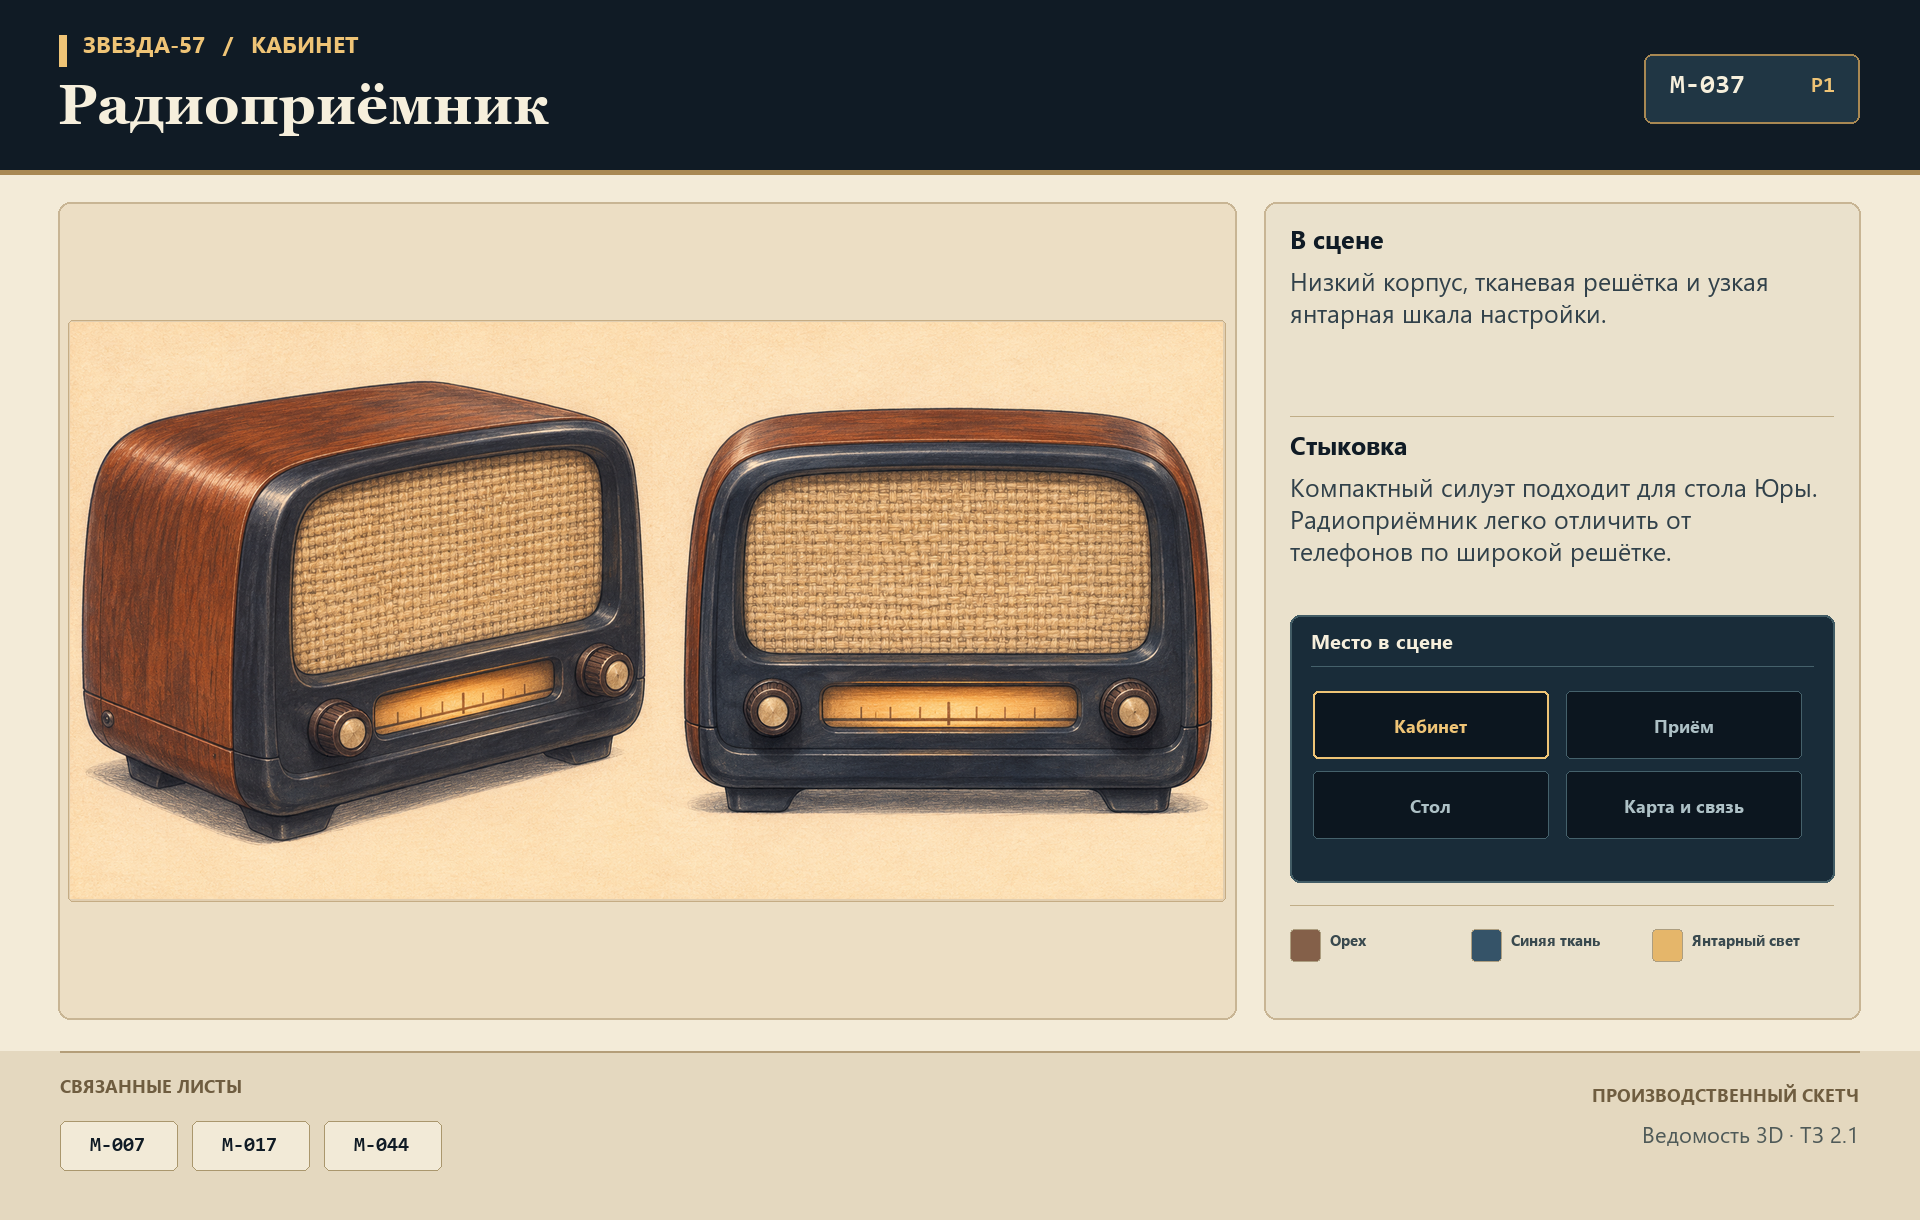 ЗВЕЗДА-57 / КАБИНЕТ
Радиоприёмник
М-037 P1
В сцене
Низкий корпус, тканевая решётка и узкая
янтарная шкала настройки.
Стыковка
Компактный силуэт подходит для стола Юры.
Радиоприёмник легко отличить от
телефонов по широкой решётке.
Место в сцене
Кабинет
Приём
Стол
Карта и связь
Орех
Синяя ткань
Янтарный свет
СВЯЗАННЫЕ ЛИСТЫ
М-007
М-017
М-044
ПРОИЗВОДСТВЕННЫЙ СКЕТЧ
Ведомость 3D · ТЗ 2.1